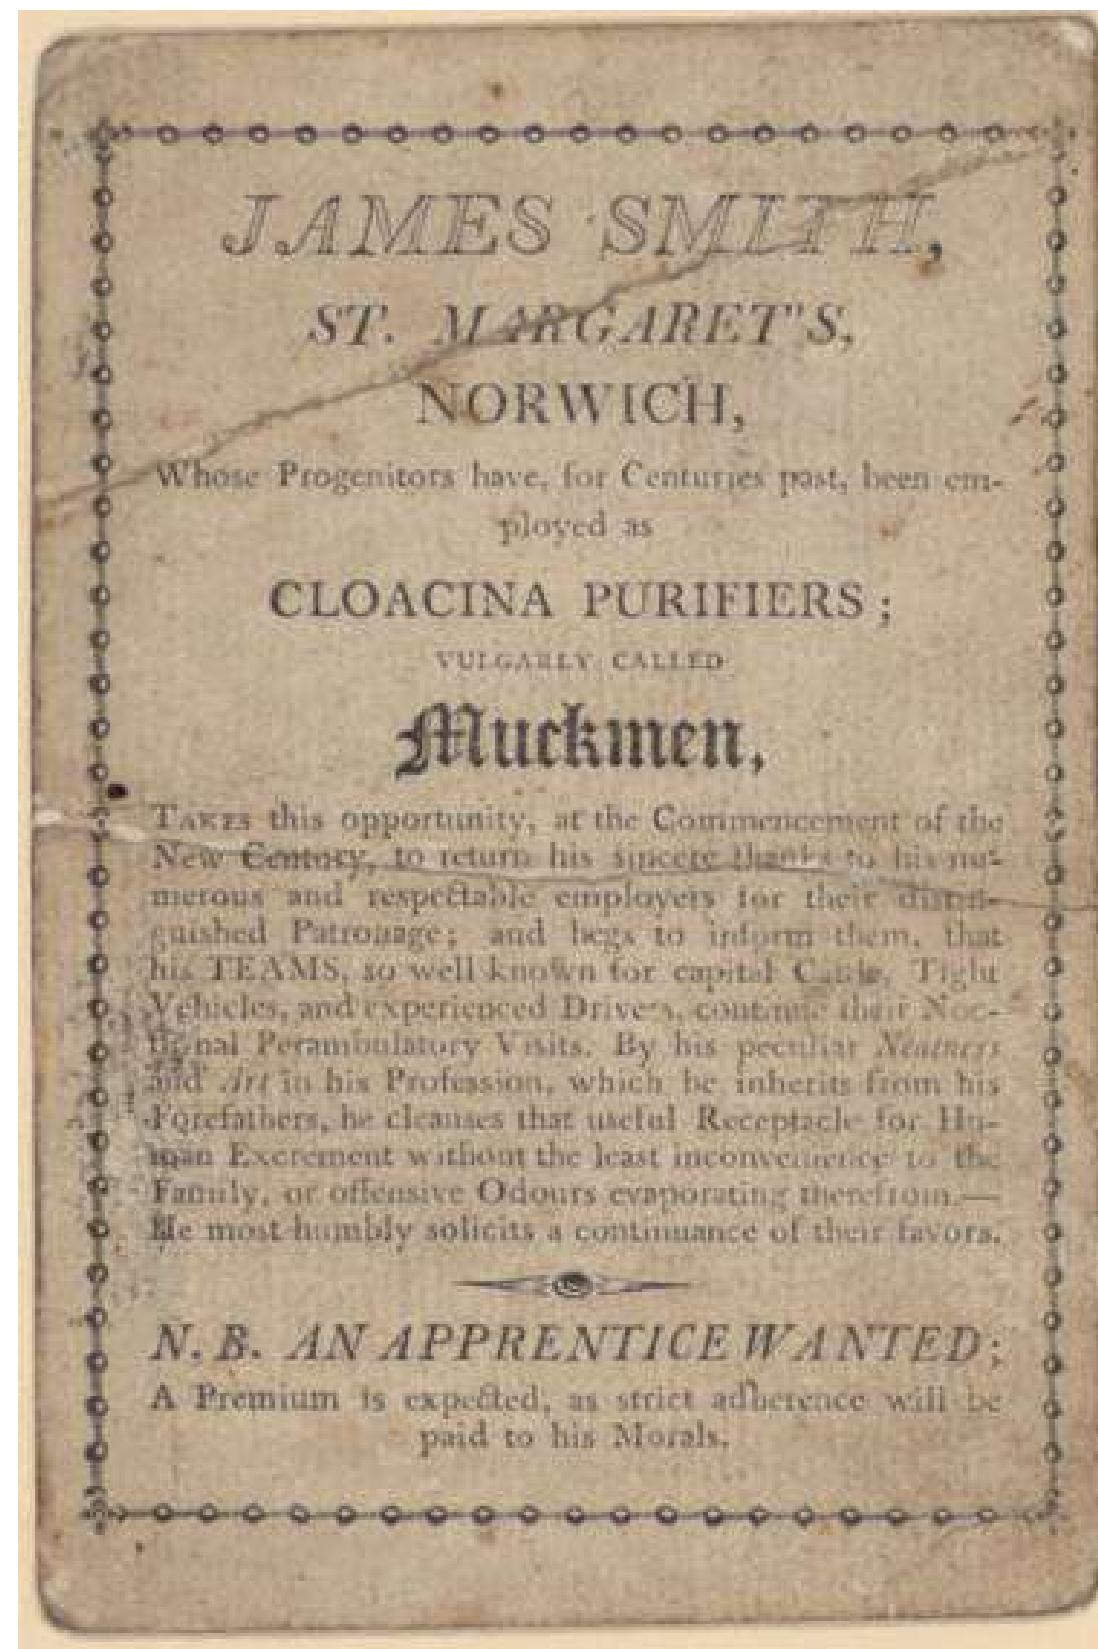 JAMES SMITH,
ST. MARGARET'S,
NORWICH,
Whose Progenitors have, for Centuries past, been em-
ployed as
CLOACINA PURIFIERS;
VULGARLY CALLED
Muckmen,
TAKES this opportunity, at the Commencement of the
New Century, to return his sincere thanks to his nu-
merous and respectable employers for their distin-
guished Patronage; and begs to inform them, that
his TEAMS, so well known for capital Cattle, Tight
Vehicles, and experienced Drivers, continue their Noc-
tional Perambulatory Visits. By his peculiar Neatness
and Art in his Profession, which he inherits from his
Forefathers, he cleanses that useful Receptacle for Hu-
man Excrement without the least inconvenience to the
Family, or offensive Odours evaporating therefrom.—
He most humbly solicits a continuance of their favors.
N. B. AN APPRENTICE WANTED;
A Premium is expected, as strict adherence will be
paid to his Morals.